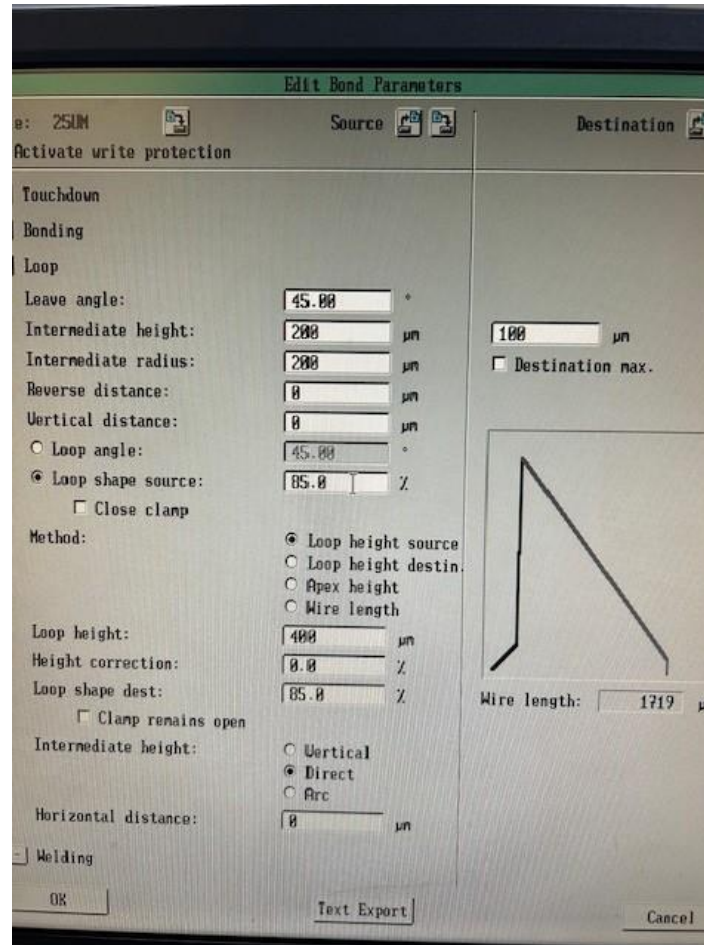 Edit Bond Parameters
e: 25UM
Source
Destination
Activate write protection
Touchdown
Bonding
Loop
Leave angle: 45.00 °
Intermediate height: 200 µm 100 µm
Intermediate radius: 200 µm Destination max.
Reverse distance: 0 µm
Vertical distance: 0 µm
Loop angle: 45.00 °
Loop shape source: 85.0 %
Close clamp
Method: Loop height source
Loop height destin.
Apex height
Wire length
Loop height: 400 µm
Height correction: 0.0 %
Loop shape dest: 85.0 %
Wire length: 1719 µ
Clamp remains open
Intermediate height: Vertical
Direct
Arc
Horizontal distance: 0 µm
Welding
OK
Text Export
Cancel